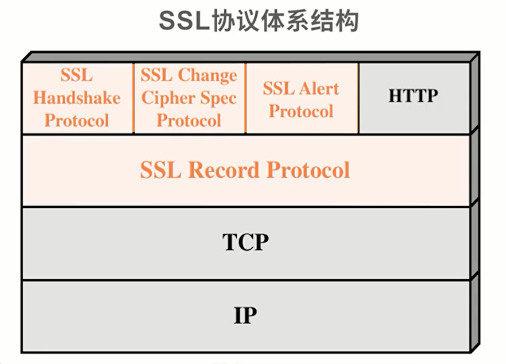 SSL协议体系结构
SSL
Handshake
Protocol
SSL Change
Cipher Spec
Protocol
SSL Alert
Protocol
HTTP
SSL Record Protocol
TCP
IP